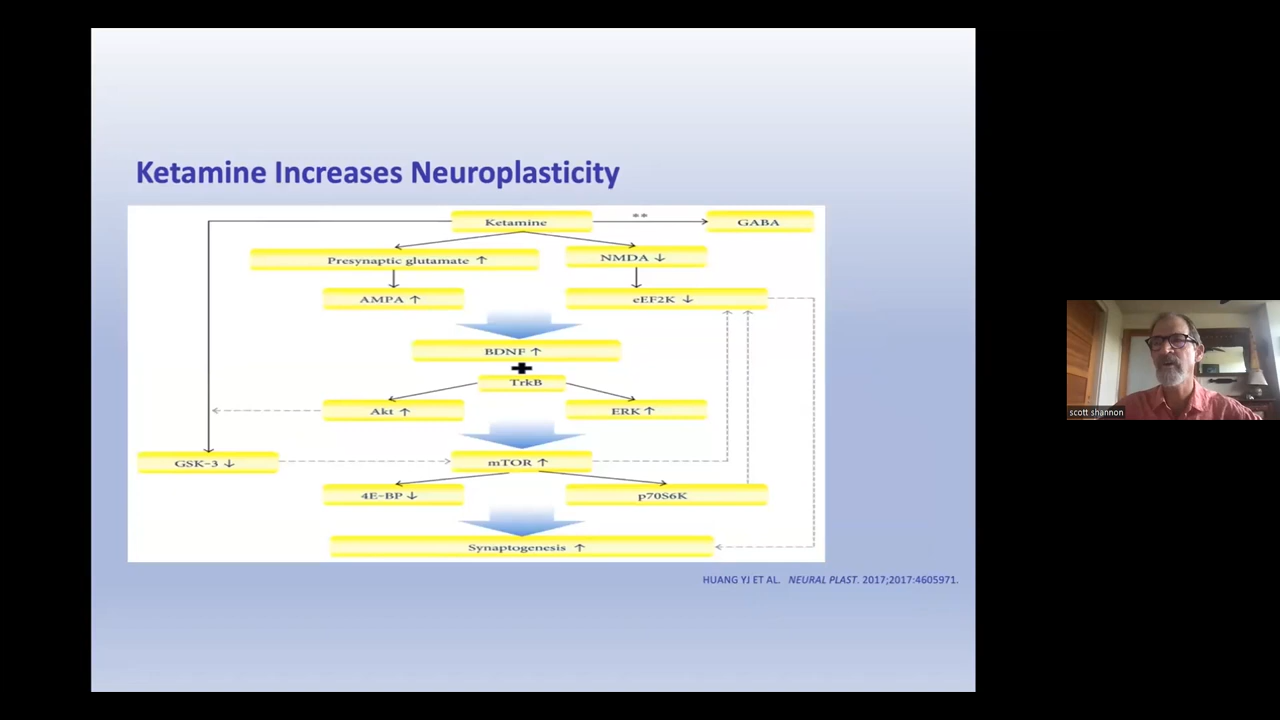 Ketamine Increases Neuroplasticity
Ketamine
**
GABA
Presynaptic glutamate ↑
NMDA ↓
AMPA ↑
eEF2K ↓
BDNF ↑
+
TrkB
Akt ↑
ERK ↑
GSK-3 ↓
mTOR ↑
4E-BP ↓
p70S6K
Synaptogenesis ↑
HUANG YJ ET AL. NEURAL PLAST. 2017;2017:4605971.
scott shannon